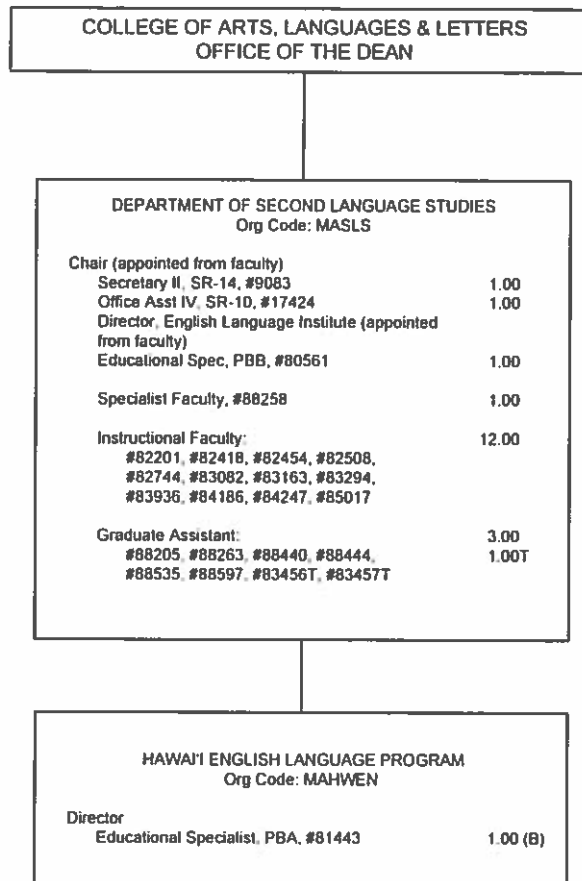 COLLEGE OF ARTS, LANGUAGES & LETTERS
OFFICE OF THE DEAN
DEPARTMENT OF SECOND LANGUAGE STUDIES
Org Code: MASLS
Chair (appointed from faculty)
Secretary II, SR-14, #9083 1.00
Office Asst IV, SR-10, #17424 1.00
Director, English Language Institute (appointed
from faculty)
Educational Spec, PBB, #80561 1.00
Specialist Faculty, #88258 1.00
Instructional Faculty: 12.00
#82201, #82418, #82454, #82508,
#82744, #83082, #83163, #83294,
#83936, #84186, #84247, #85017
Graduate Assistant: 3.00
#88205, #88263, #88440, #88444, 1.00T
#88535, #88597, #83456T, #83457T
HAWAI'I ENGLISH LANGUAGE PROGRAM
Org Code: MAHWEN
Director
Educational Specialist, PBA, #81443 1.00 (B)